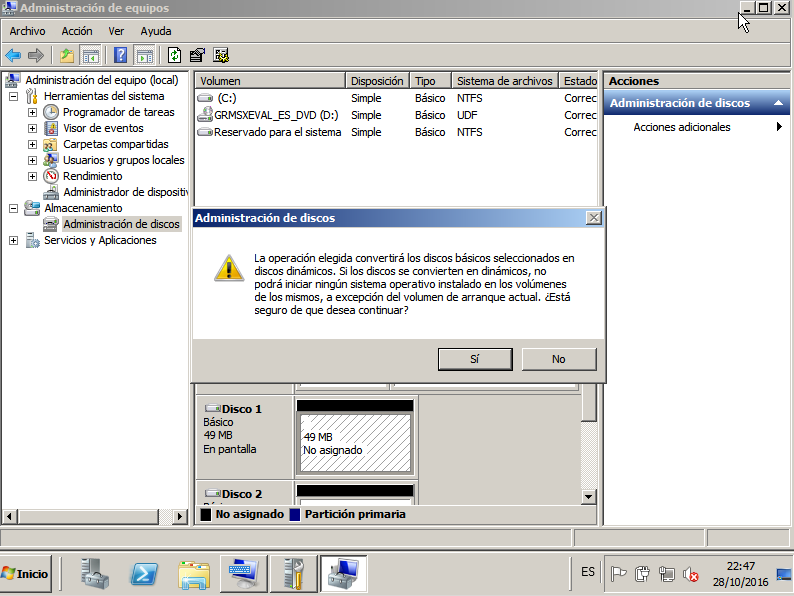 Administración de equipos
Archivo Acción Ver Ayuda
Administración del equipo (local)
Herramientas del sistema
Programador de tareas
Visor de eventos
Carpetas compartidas
Usuarios y grupos locales
Rendimiento
Administrador de dispositi
Almacenamiento
Administración de discos
Servicios y Aplicaciones
Volumen Disposición Tipo Sistema de archivos Estado
(C:) Simple Básico NTFS Correc
GRMSXEVAL_ES_DVD (D:) Simple Básico UDF Correc
Reservado para el sistema Simple Básico NTFS Correc
Acciones
Administración de discos
Acciones adicionales
Administración de discos
La operación elegida convertirá los discos básicos seleccionados en
discos dinámicos. Si los discos se convierten en dinámicos, no
podrá iniciar ningún sistema operativo instalado en los volúmenes
de los mismos, a excepción del volumen de arranque actual. ¿Está
seguro de que desea continuar?
Sí No
Disco 1
Básico
49 MB
En pantalla
49 MB
No asignado
Disco 2
No asignado Partición primaria
Inicio
ES
22:47
28/10/2016